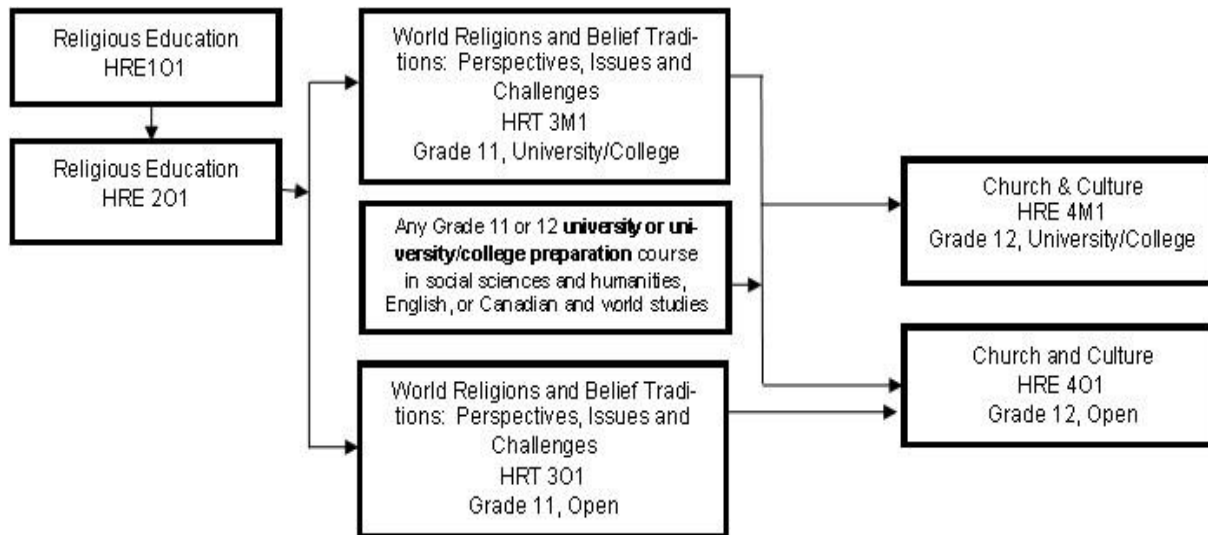 Religious Education
HRE1O1
Religious Education
HRE 2O1
World Religions and Belief Tradi-
tions: Perspectives, Issues and
Challenges
HRT 3M1
Grade 11, University/College
Any Grade 11 or 12 university or uni-
versity/college preparation course
in social sciences and humanities,
English, or Canadian and world studies
World Religions and Belief Tradi-
tions: Perspectives, Issues and
Challenges
HRT 3O1
Grade 11, Open
Church & Culture
HRE 4M1
Grade 12, University/College
Church and Culture
HRE 4O1
Grade 12, Open